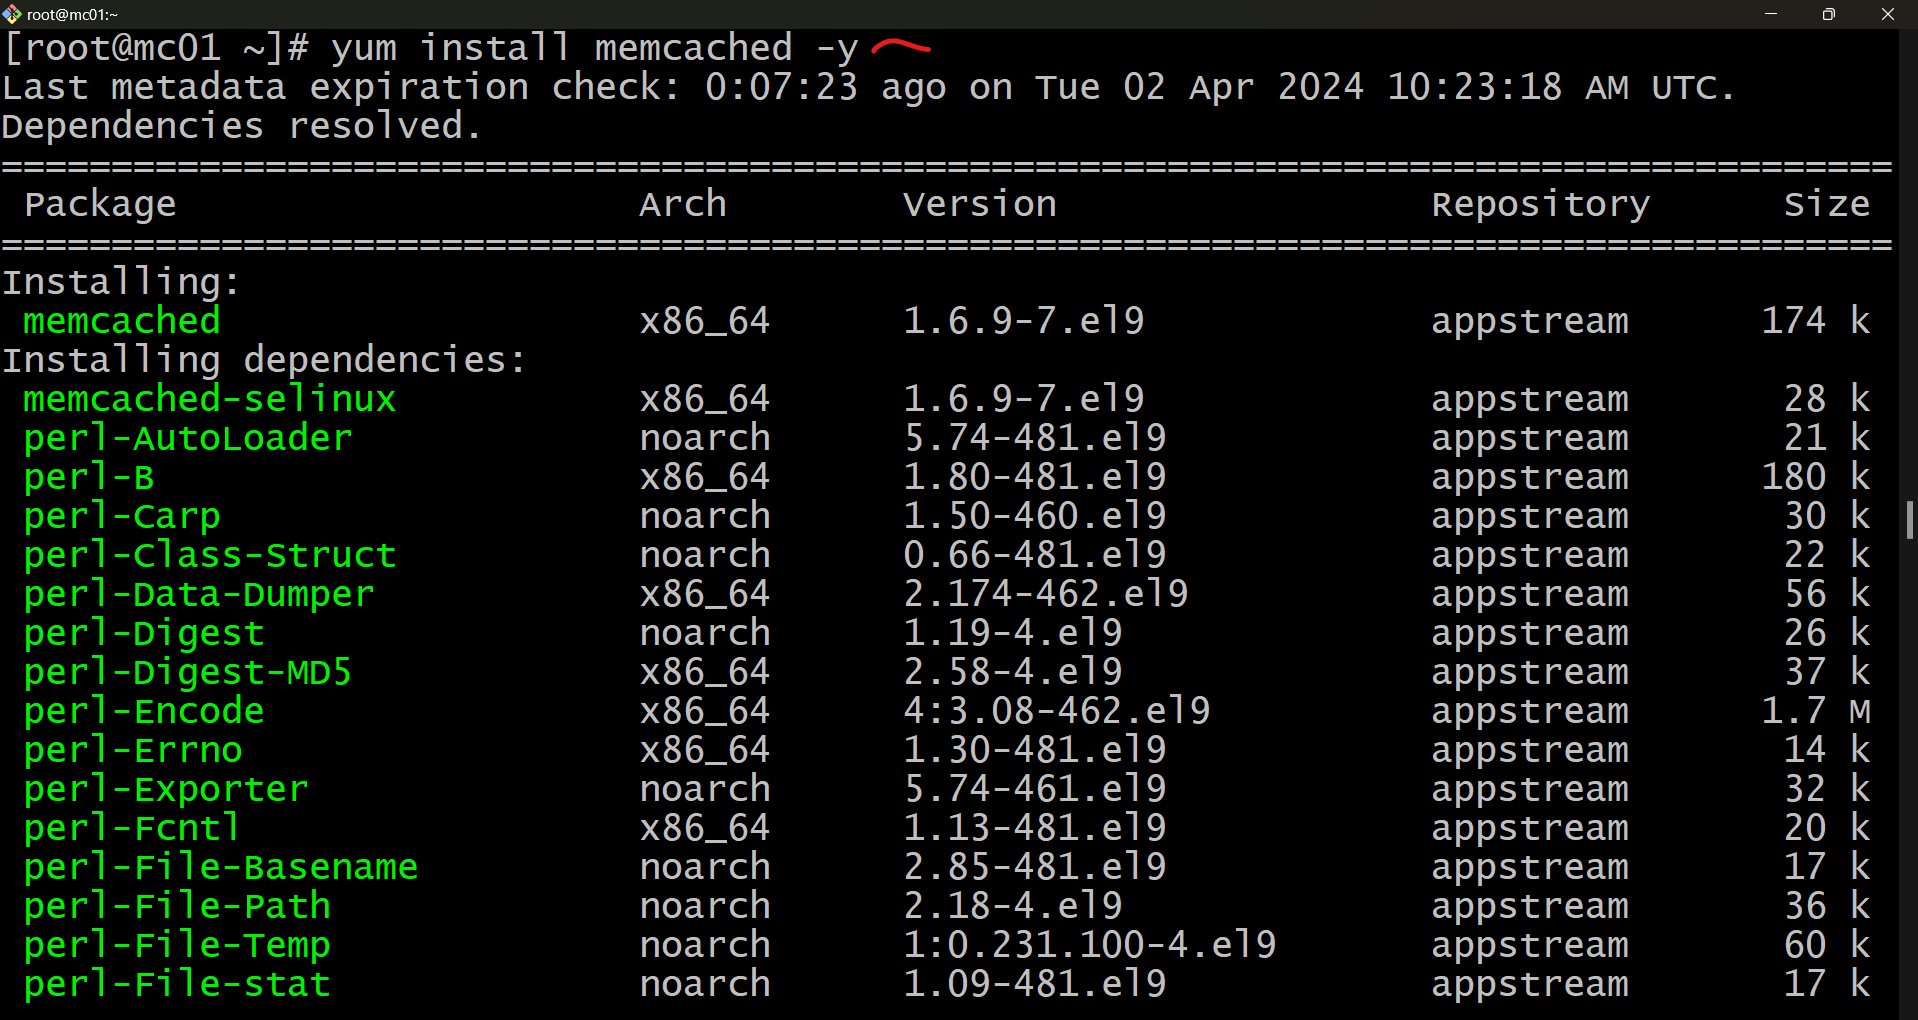 root@mc01:~
[root@mc01 ~]# yum install memcached -y
Last metadata expiration check: 0:07:23 ago on Tue 02 Apr 2024 10:23:18 AM UTC.
Dependencies resolved.
======================================================================================
Package Arch Version Repository Size
======================================================================================
Installing:
memcached x86_64 1.6.9-7.el9 appstream 174 k
Installing dependencies:
memcached-selinux x86_64 1.6.9-7.el9 appstream 28 k
perl-AutoLoader noarch 5.74-481.el9 appstream 21 k
perl-B x86_64 1.80-481.el9 appstream 180 k
perl-Carp noarch 1.50-460.el9 appstream 30 k
perl-Class-Struct noarch 0.66-481.el9 appstream 22 k
perl-Data-Dumper x86_64 2.174-462.el9 appstream 56 k
perl-Digest noarch 1.19-4.el9 appstream 26 k
perl-Digest-MD5 x86_64 2.58-4.el9 appstream 37 k
perl-Encode x86_64 4:3.08-462.el9 appstream 1.7 M
perl-Errno x86_64 1.30-481.el9 appstream 14 k
perl-Exporter noarch 5.74-461.el9 appstream 32 k
perl-Fcntl x86_64 1.13-481.el9 appstream 20 k
perl-File-Basename noarch 2.85-481.el9 appstream 17 k
perl-File-Path noarch 2.18-4.el9 appstream 36 k
perl-File-Temp noarch 1:0.231.100-4.el9 appstream 60 k
perl-File-stat noarch 1.09-481.el9 appstream 17 k